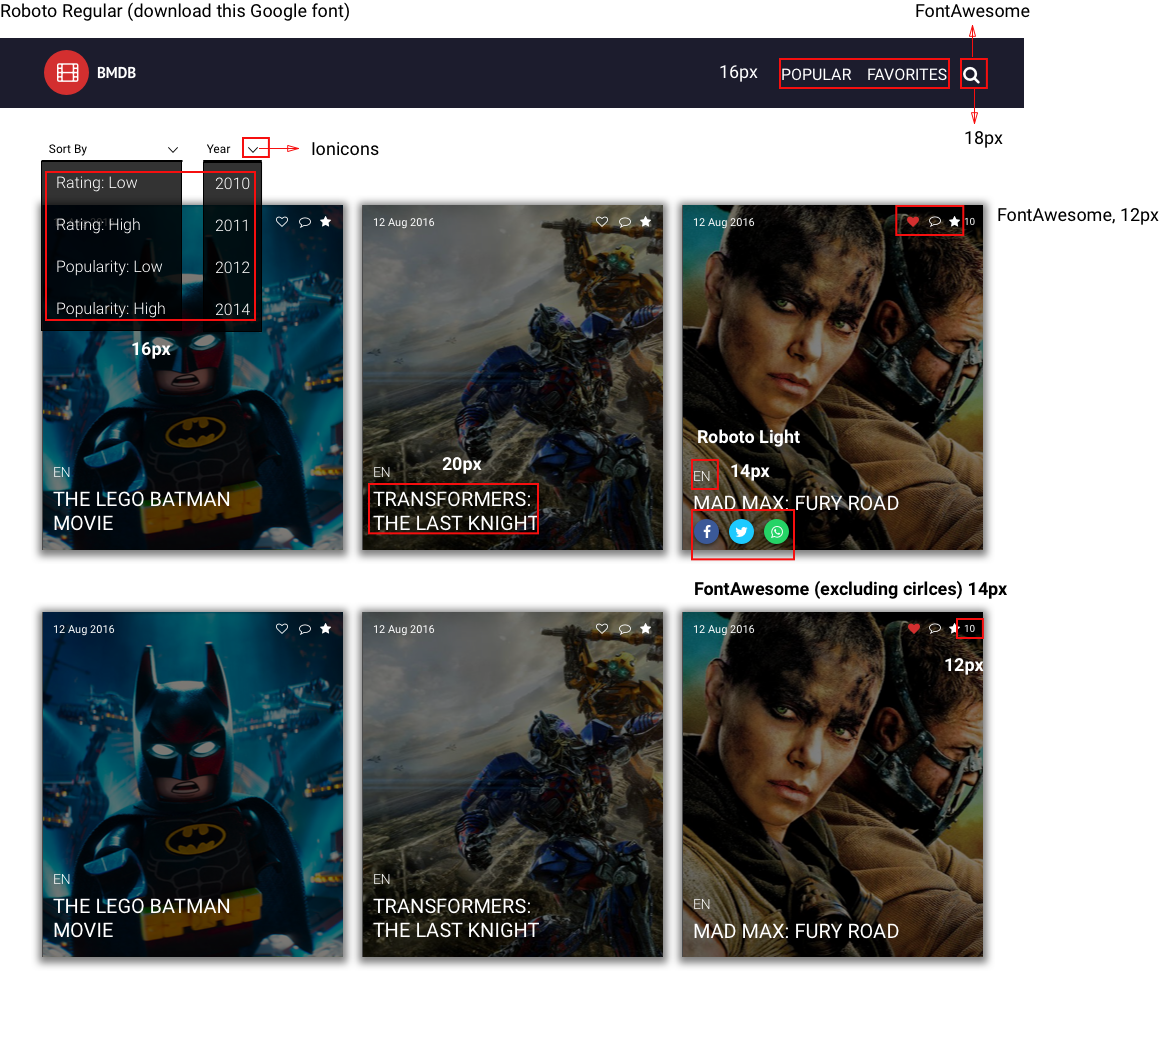 Roboto Regular (download this Google font)
FontAwesome
BMDB
16px
POPULAR FAVORITES
18px
Sort By
Year
Ionicons
Rating: Low
2010
Rating: High
2011
Popularity: Low
2012
Popularity: High
2014
16px
12 Aug 2016
12 Aug 2016
10
FontAwesome, 12px
EN
THE LEGO BATMAN
MOVIE
20px
EN
TRANSFORMERS:
THE LAST KNIGHT
Roboto Light
EN
14px
MAD MAX: FURY ROAD
FontAwesome (excluding cirlces) 14px
12 Aug 2016
12 Aug 2016
12 Aug 2016
10
12px
EN
THE LEGO BATMAN
MOVIE
EN
TRANSFORMERS:
THE LAST KNIGHT
EN
MAD MAX: FURY ROAD